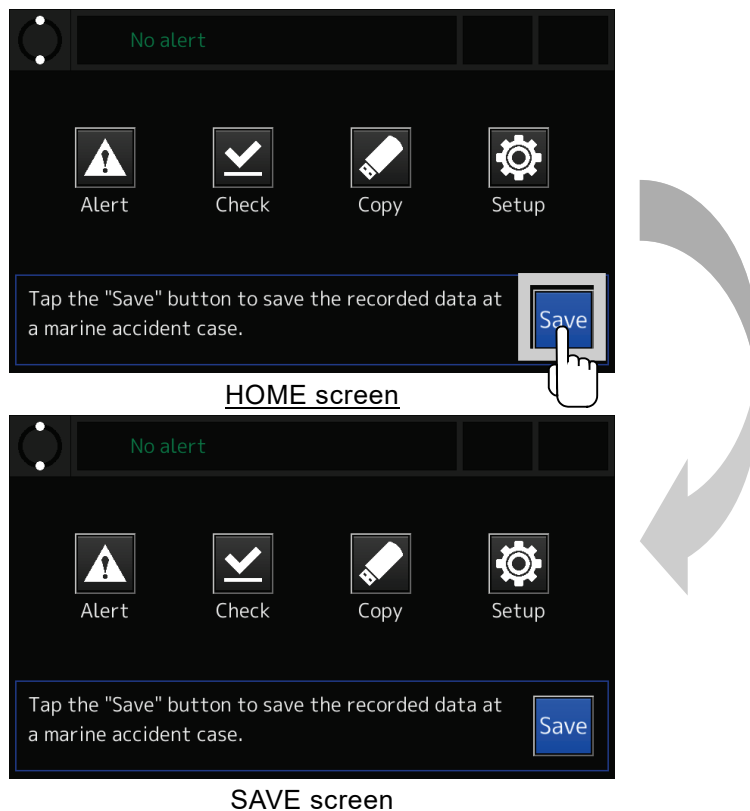 No alert
Alert Check Copy Setup
Tap the "Save" button to save the recorded data at
a marine accident case.
Save
HOME screen
No alert
Alert Check Copy Setup
Tap the "Save" button to save the recorded data at
a marine accident case.
Save
SAVE screen